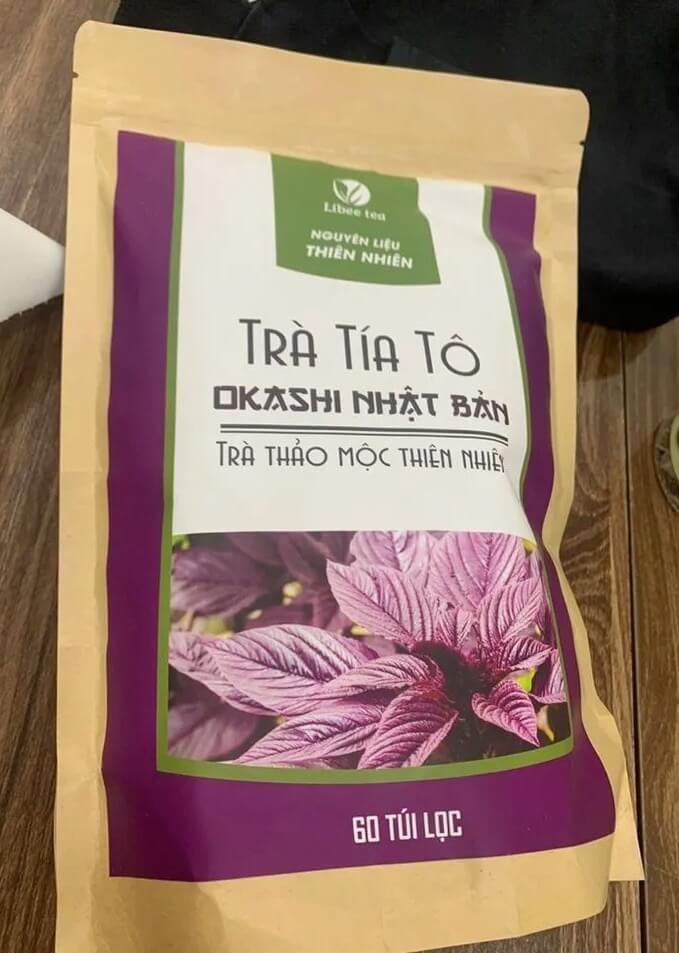 Libee tea
NGUYÊN LIỆU
THIÊN NHIÊN
TRÀ TÍA TÔ
OKASHI NHẬT BẢN
TRÀ THẢO MỘC THIÊN NHIÊN
60 TÚI LỌC